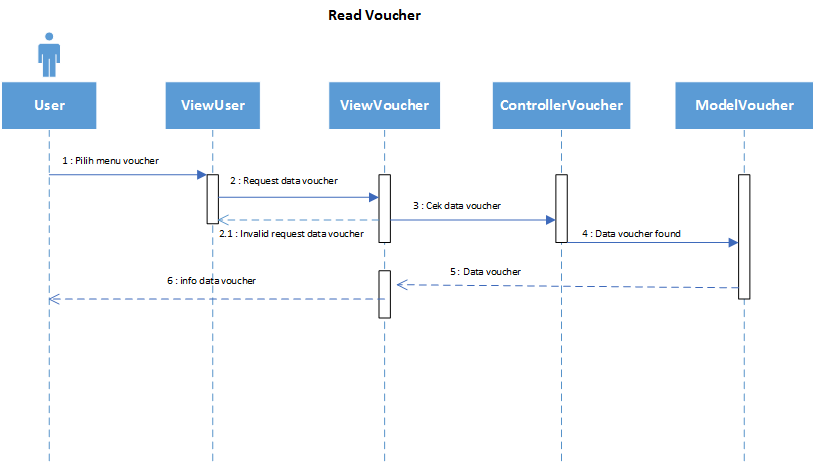 Read Voucher
User
ViewUser
ViewVoucher
ControllerVoucher
ModelVoucher
1 : Pilih menu voucher
2 : Request data voucher
3 : Cek data voucher
2.1 : Invalid request data voucher
4 : Data voucher found
5 : Data voucher
6 : info data voucher